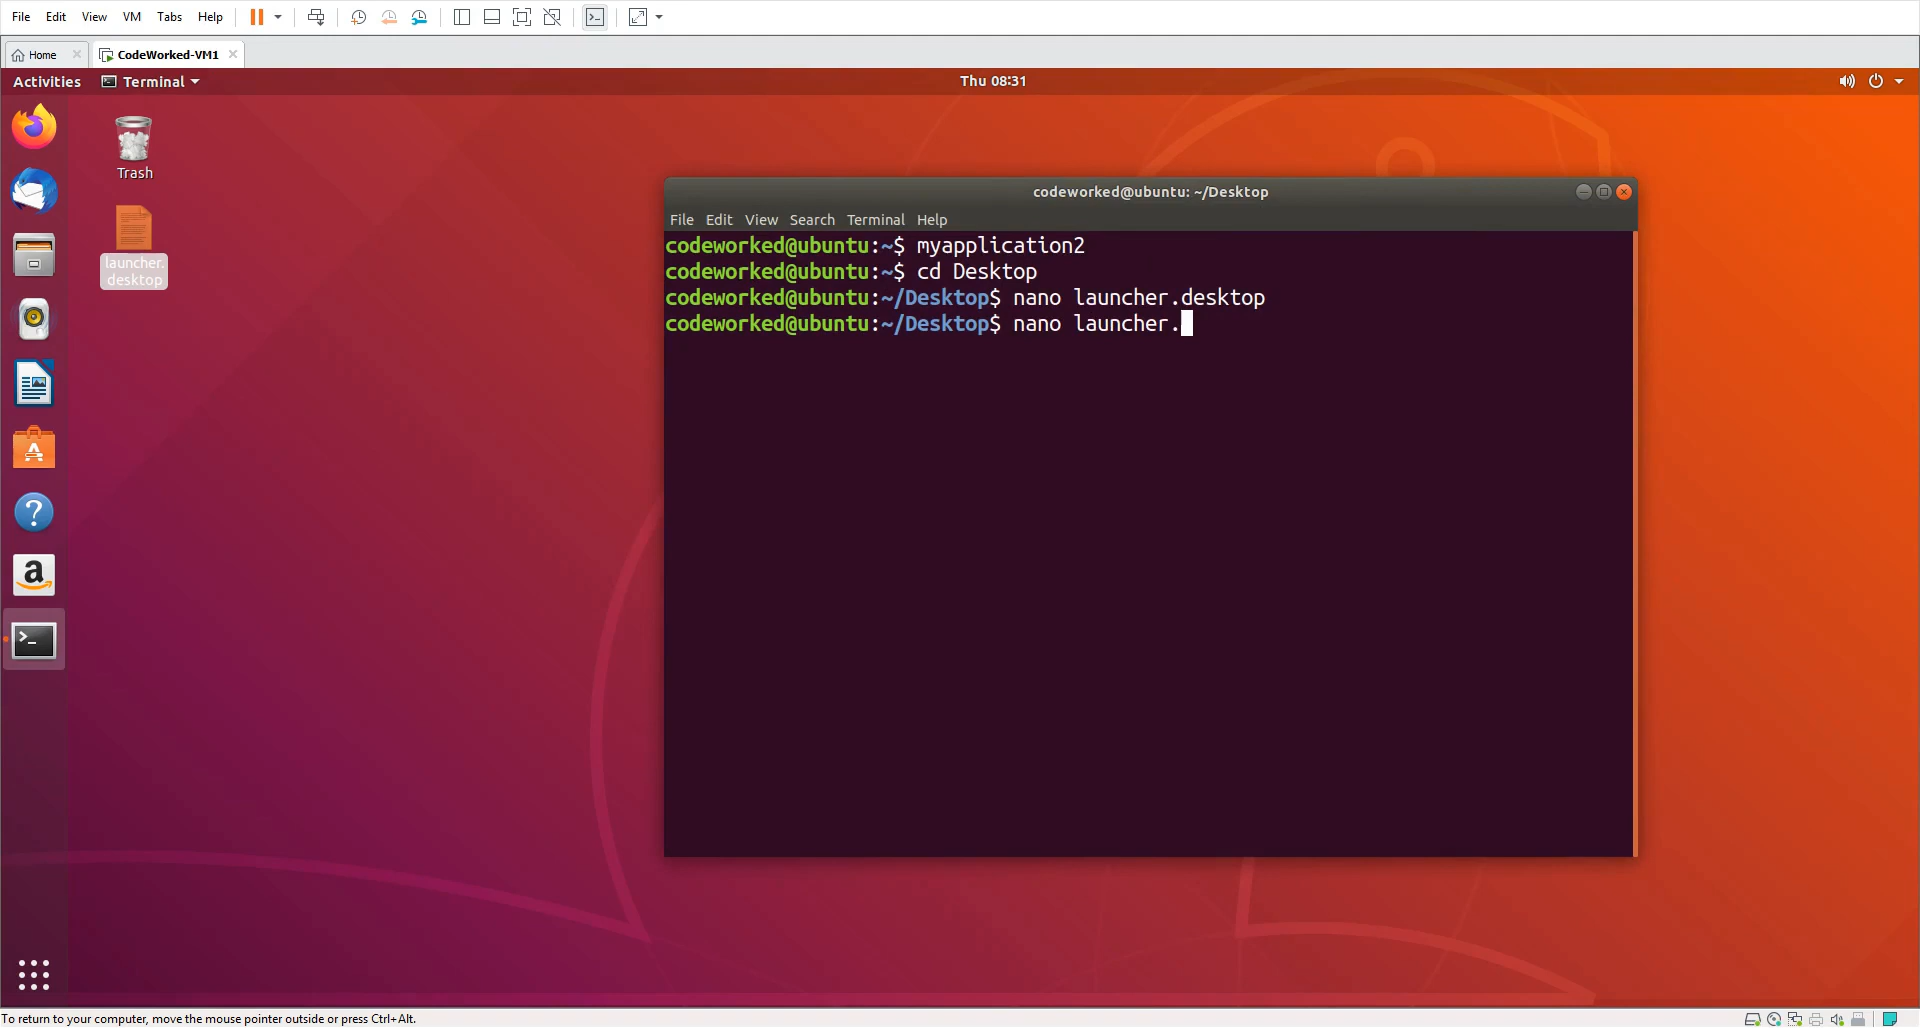 File Edit View VM Tabs Help
Home CodeWorked-VM1
Activities Terminal Thu 08:31
Trash
launcher.
desktop
codeworked@ubuntu: ~/Desktop
File Edit View Search Terminal Help
codeworked@ubuntu:~$ myapplication2
codeworked@ubuntu:~$ cd Desktop
codeworked@ubuntu:~/Desktop$ nano launcher.desktop
codeworked@ubuntu:~/Desktop$ nano launcher.
To return to your computer, move the mouse pointer outside or press Ctrl+Alt.